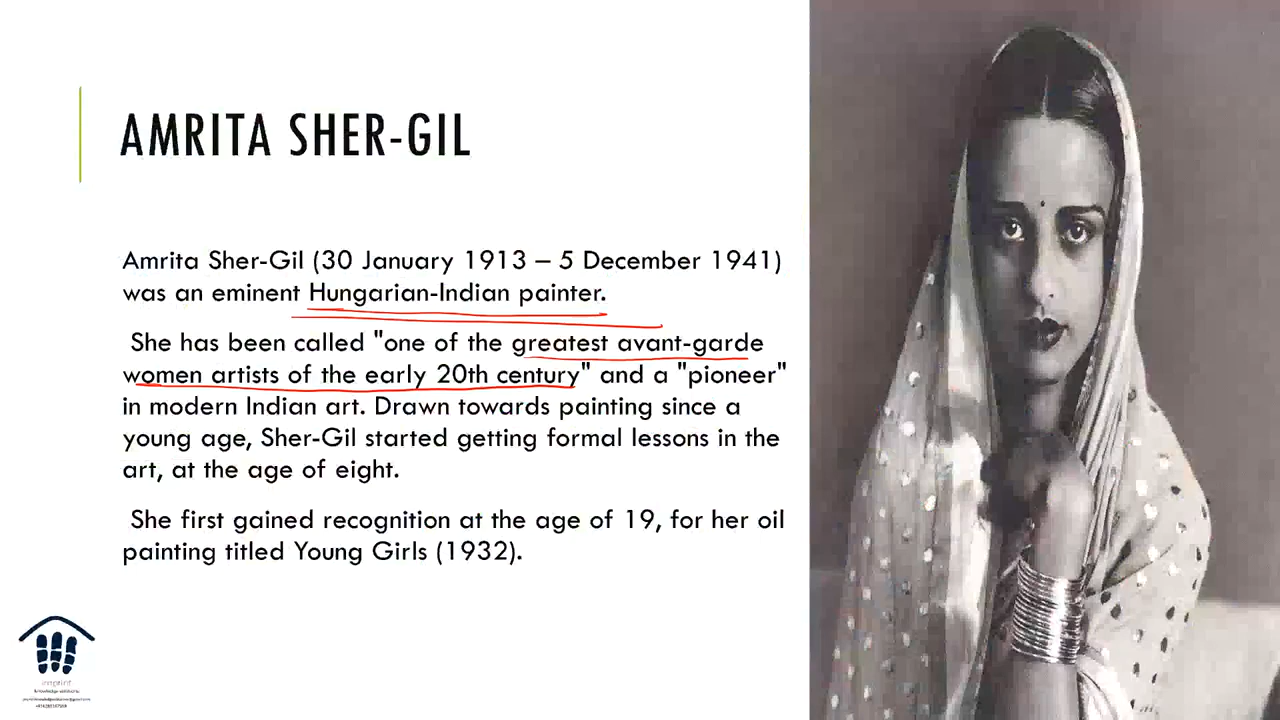 AMRITA SHER-GIL
Amrita Sher-Gil (30 January 1913 – 5 December 1941)
was an eminent Hungarian-Indian painter.
She has been called "one of the greatest avant-garde
women artists of the early 20th century" and a "pioneer"
in modern Indian art. Drawn towards painting since a
young age, Sher-Gil started getting formal lessons in the
art, at the age of eight.
She first gained recognition at the age of 19, for her oil
painting titled Young Girls (1932).
imprint